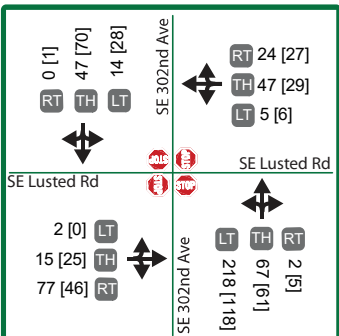 0 [1] 47 [70] 14 [28]
RT TH LT
SE 302nd Ave
RT 24 [27]
TH 47 [29]
LT 5 [6]
STOP STOP
STOP STOP
SE Lusted Rd
SE Lusted Rd
2 [0] LT
15 [25] TH
77 [46] RT
SE 302nd Ave
LT TH RT
218 [118] 67 [61] 2 [5]